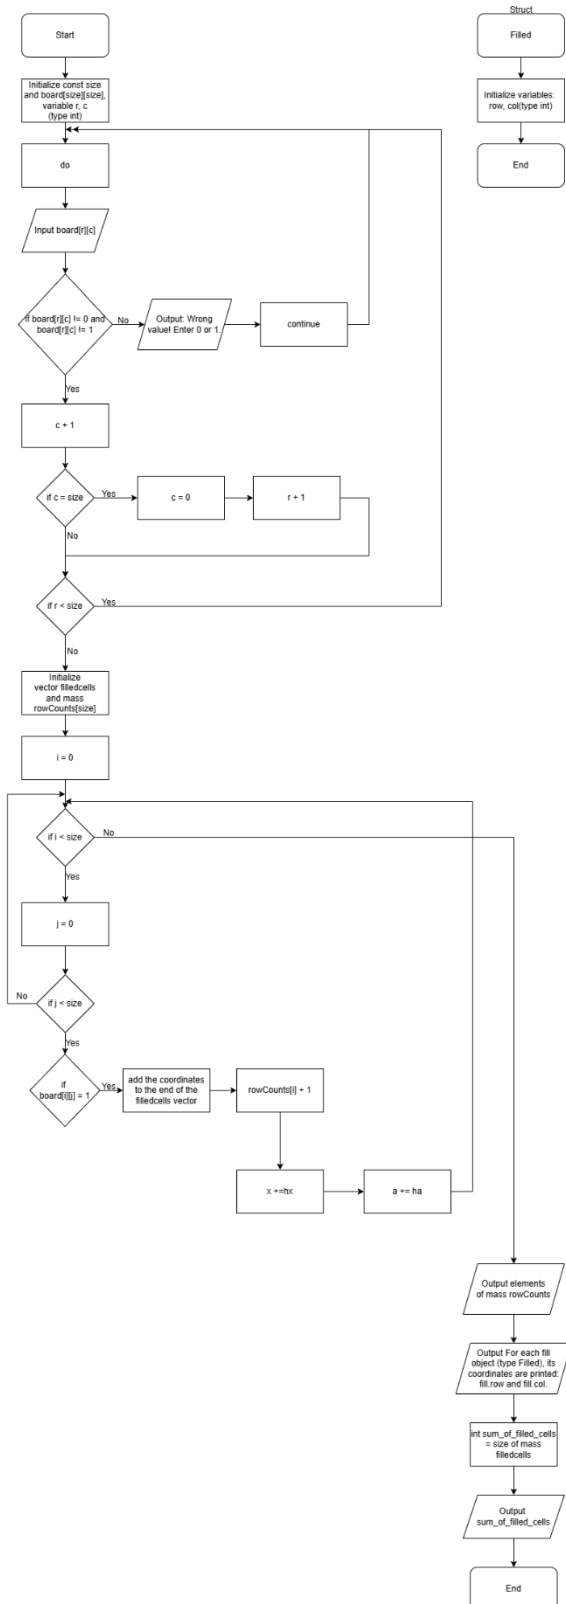 Struct
Start
Filled
Initialize const size
and board[size][size],
variable r, c
(type int)
Initialize variables:
row, col(type int)
do
End
Input board[r][c]
if board[r][c] != 0 and
board[r][c] != 1
No
Output: Wrong
value! Enter 0 or 1.
continue
Yes
c + 1
if c = size
Yes
c = 0
r + 1
No
if r < size
Yes
No
Initialize
vector filledcells
and mass
rowCounts[size]
i = 0
if i < size
No
Yes
j = 0
No
if j < size
Yes
if
board[i][j] = 1
Yes
add the coordinates
to the end of the
filledcells vector
rowCounts[i] + 1
x +=hx
a += ha
Output elements
of mass rowCounts
Output For each fill
object (type Filled), its
coordinates are printed:
fill.row and fill.col.
int sum_of_filled_cells
= size of mass
filledcells
Output
sum_of_filled_cells
End